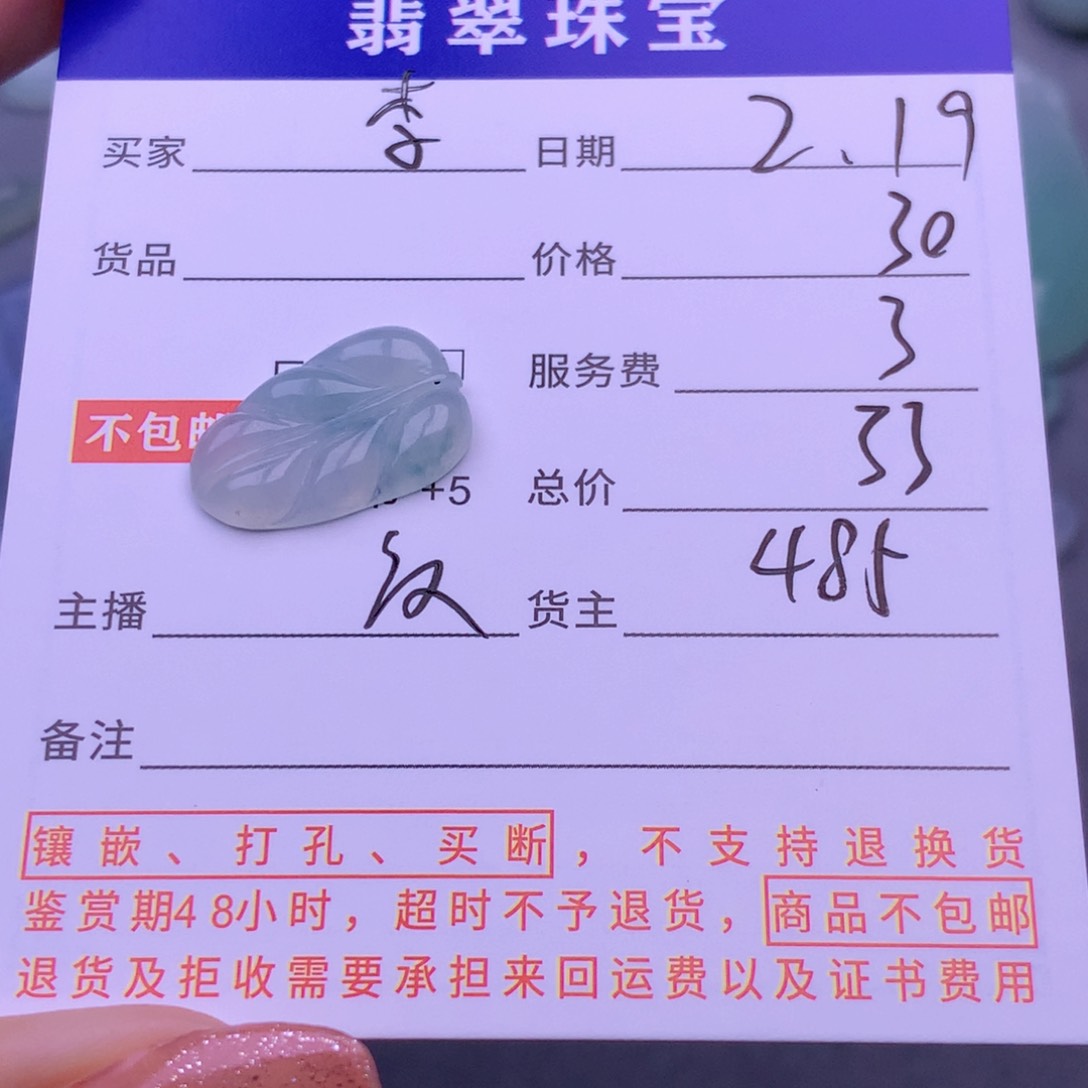 翡翠珠宝
买家 李 日期 2、19
货品 价格 30
服务费 3
不包邮
+5 总价 33
主播 汉 货主 485
备注
镶嵌、打孔、买断，不支持退换货
鉴赏期48小时，超时不予退货，商品不包邮
退货及拒收需要承担来回运费以及证书费用